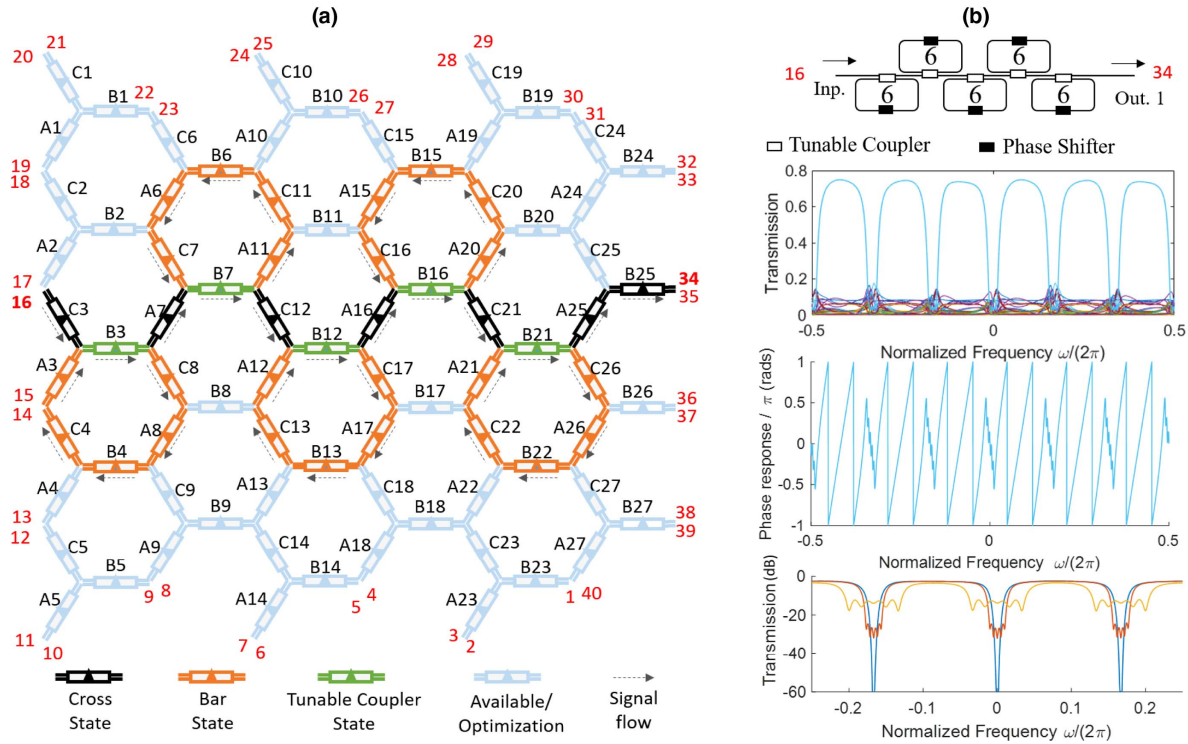 (a)
21
25
29
20
24
28
C1
C10
C19
22
26
30
B1
23
B10
27
B19
31
A1
C6
A10
C15
A19
C24
B6
B15
B24
32
19
18
33
C2
A6
C11
A15
C20
A24
B2
B11
B20
A2
C7
A11
C16
A20
C25
17
B7
B16
B25
34
16
35
C3
A7
C12
A16
C21
A25
B3
B12
B21
A3
C8
A12
C17
A21
C26
15
B8
B17
B26
36
14
37
C4
A8
C13
A17
C22
A26
B4
B13
B22
A4
C9
A13
C18
A22
C27
13
B9
B18
B27
38
12
39
C5
A9
C14
A18
C23
A27
B5
B14
B23
9 8
5 4
1 40
A5
A14
A23
11
10
7
6
3
2
Cross
State
Bar
State
Tunable Coupler
State
Available/
Optimization
Signal
flow
(b)
6 6
16 34
Inp. 6 6 6 Out. 1
Tunable Coupler Phase Shifter
Transmission
0.8
0.6
0.4
0.2
0
-0.5 0 0.5
Normalized Frequency ω/(2π)
Phase response / π (rads)
1
0.5
0
-0.5
-1
-0.5 0 0.5
Normalized Frequency ω/(2π)
Transmission(dB)
0
-20
-40
-60
-0.2 -0.1 0 0.1 0.2
Normalized Frequency ω/(2π)